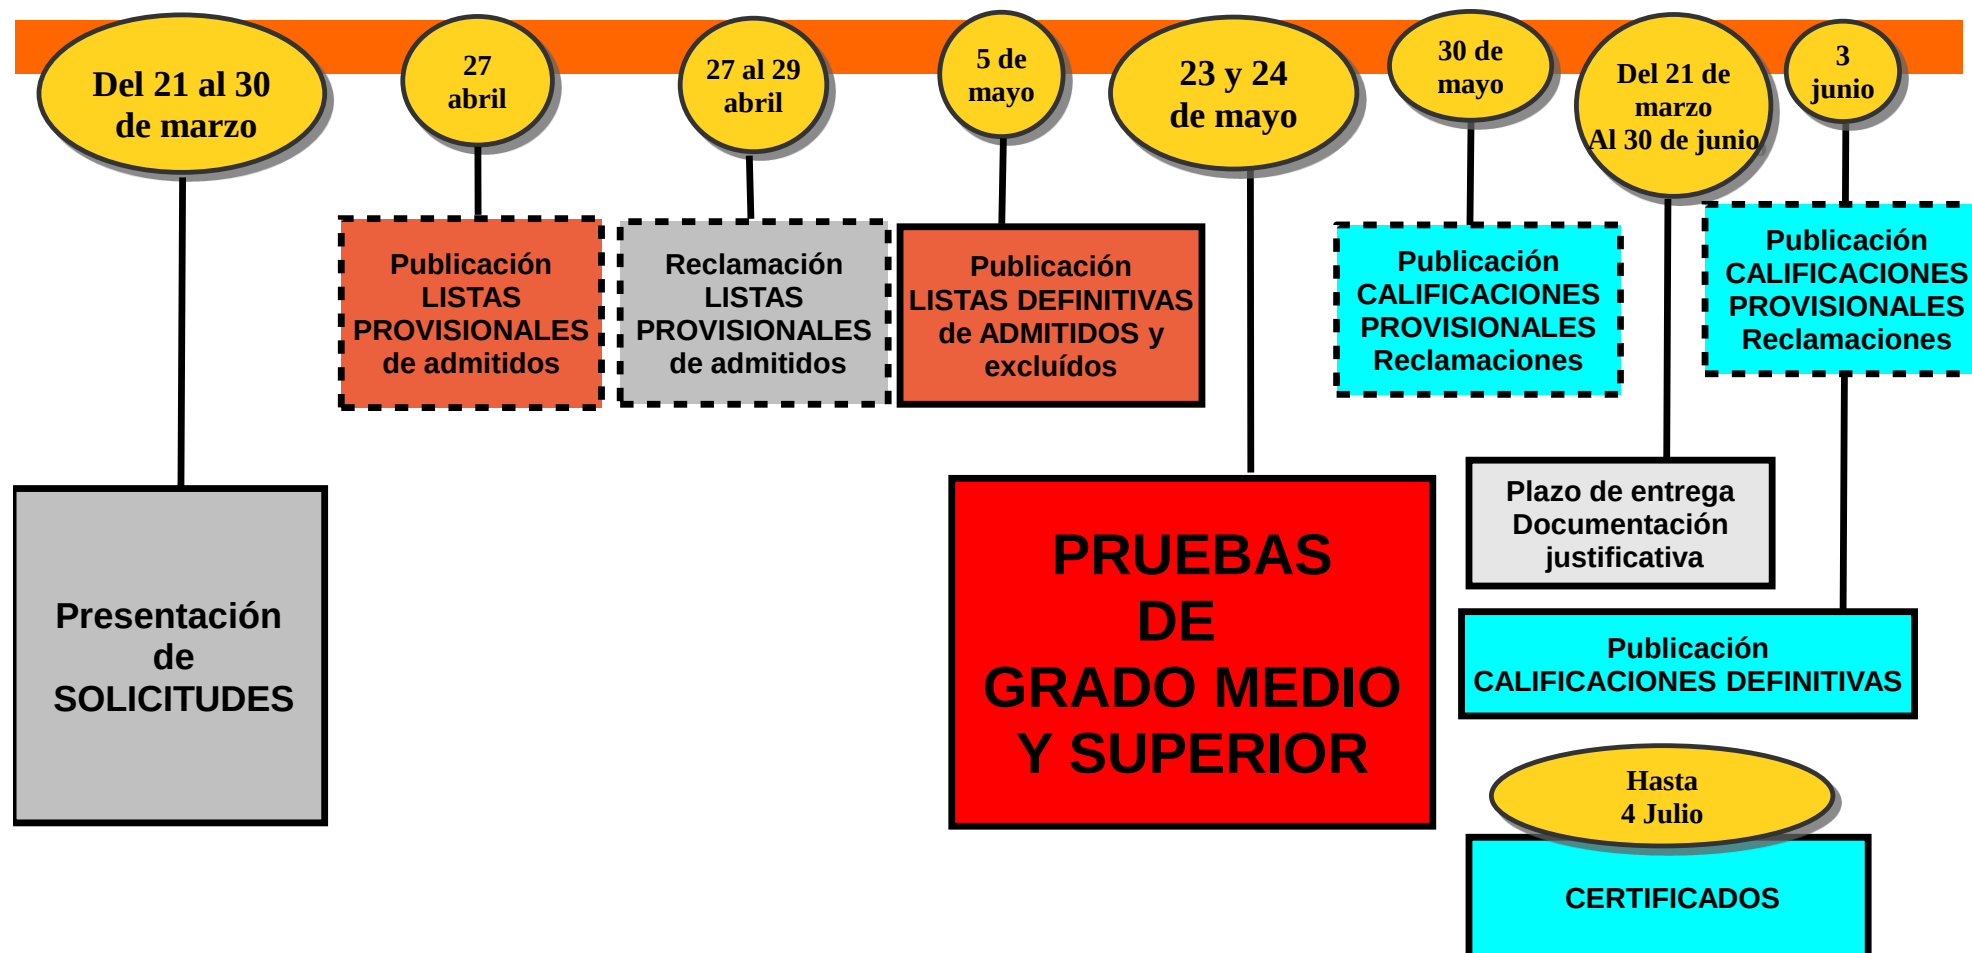 Del 21 al 30
de marzo
27
abril
27 al 29
abril
5 de
mayo
23 y 24
de mayo
30 de
mayo
Del 21 de
marzo
Al 30 de junio
3
junio
Publicación
LISTAS
PROVISIONALES
de admitidos
Reclamación
LISTAS
PROVISIONALES
de admitidos
Publicación
LISTAS DEFINITIVAS
de ADMITIDOS y
excluídos
Publicación
CALIFICACIONES
PROVISIONALES
Reclamaciones
Publicación
CALIFICACIONES
PROVISIONALES
Reclamaciones
Presentación
de
SOLICITUDES
PRUEBAS
DE
GRADO MEDIO
Y SUPERIOR
Plazo de entrega
Documentación
justificativa
Publicación
CALIFICACIONES DEFINITIVAS
Hasta
4 Julio
CERTIFICADOS